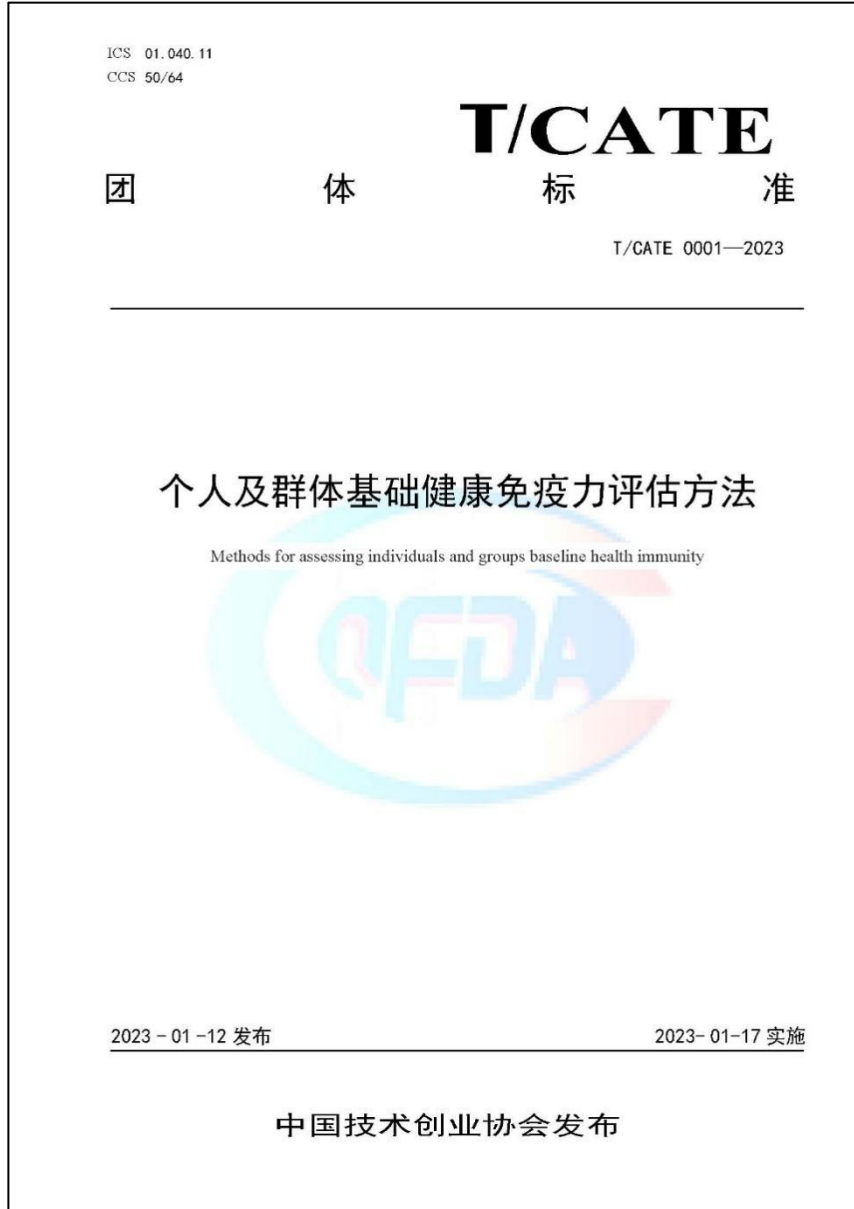 ICS 01.040.11
CCS 50/64
T/CATE
团 体 标 准
T/CATE 0001—2023
个人及群体基础健康免疫力评估方法
Methods for assessing individuals and groups baseline health immunity
QFDA
2023-01-12 发布 2023-01-17 实施
中国技术创业协会发布